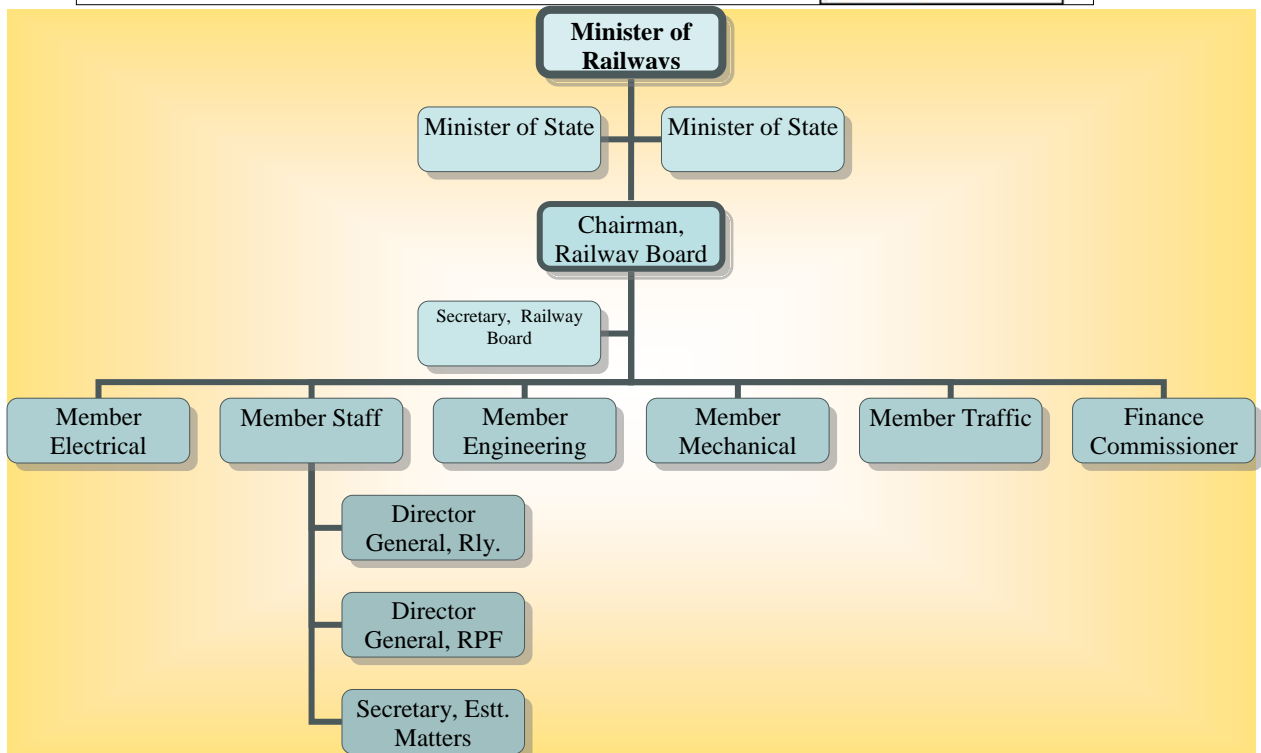 Minister of
Railways
Minister of State
Minister of State
Chairman,
Railway Board
Secretary, Railway
Board
Member
Electrical
Member Staff
Member
Engineering
Member
Mechanical
Member Traffic
Finance
Commissioner
Director
General, Rly.
Director
General, RPF
Secretary, Estt.
Matters